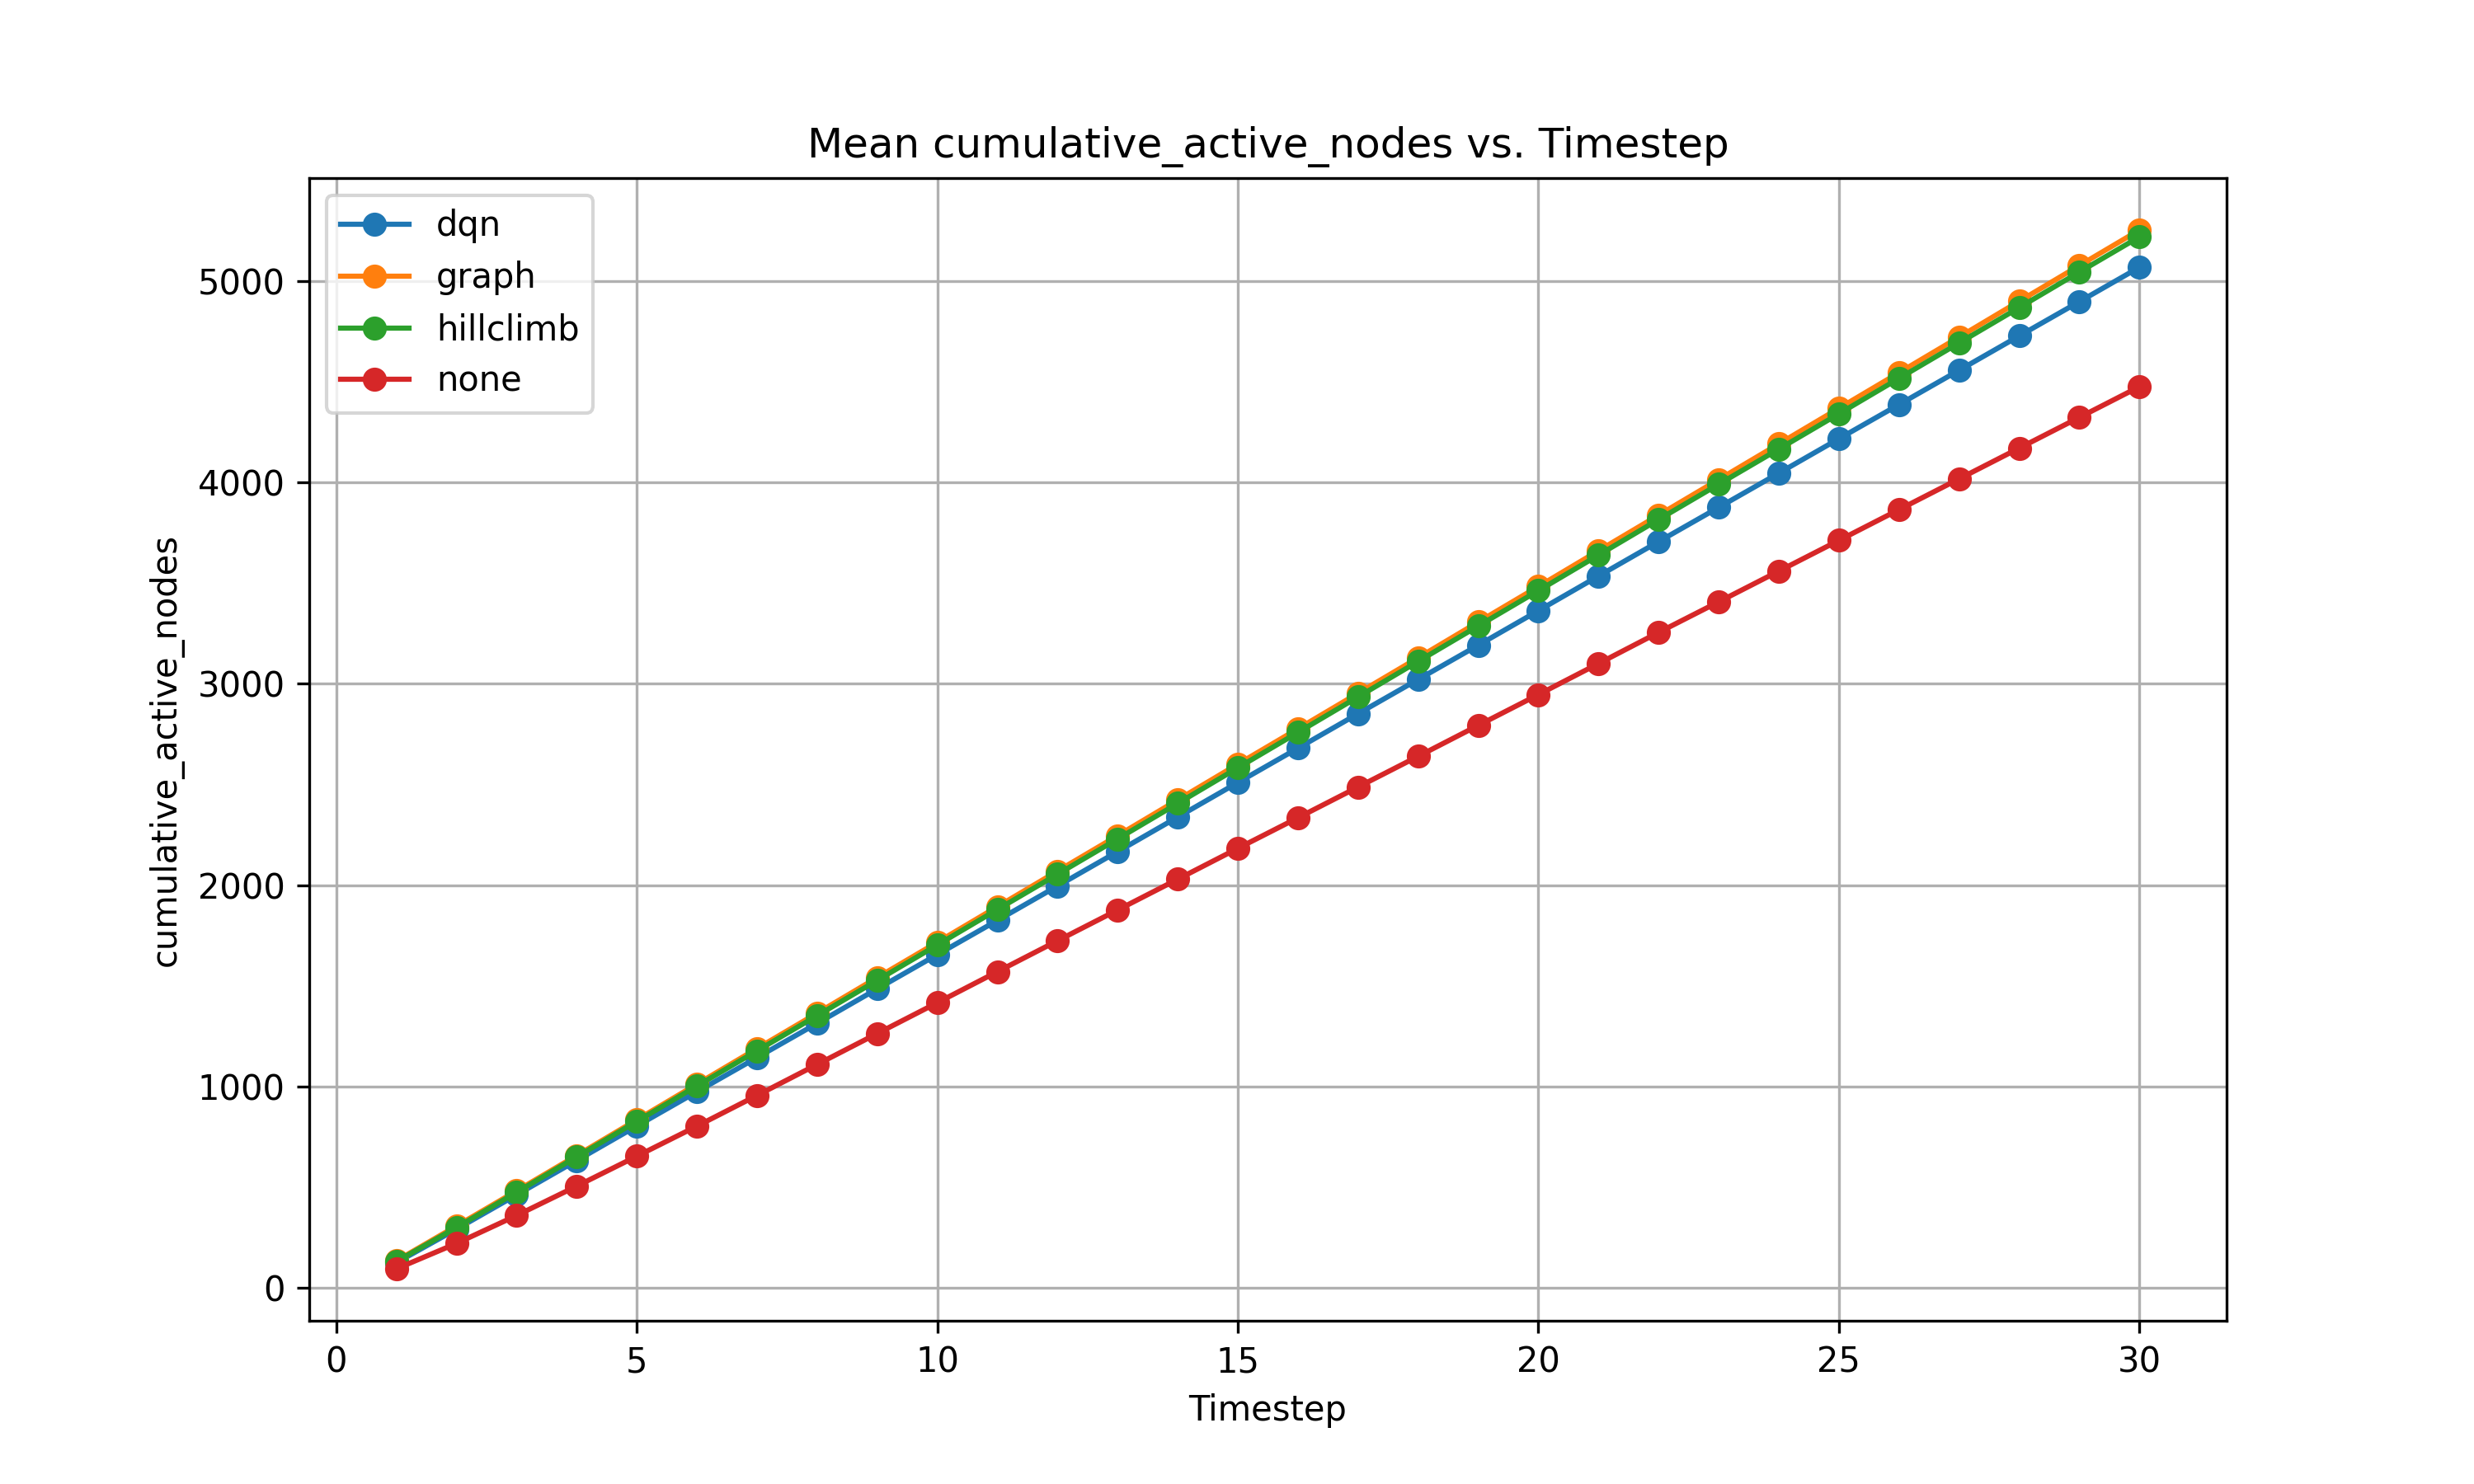 Mean cumulative_active_nodes vs. Timestep
dqn
graph
hillclimb
none
cumulative_active_nodes
5000
4000
3000
2000
1000
0
0 5 10 15 20 25 30
Timestep